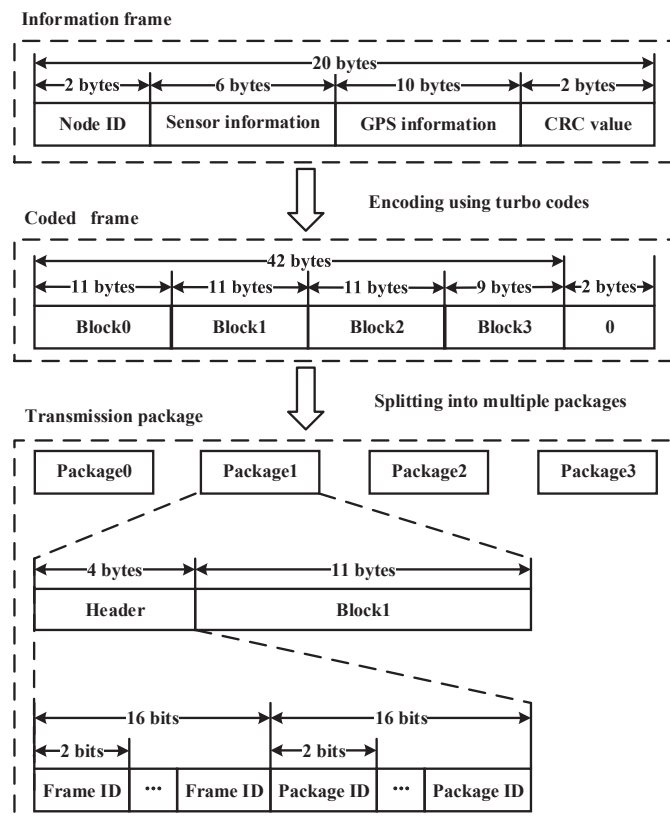 Information frame
20 bytes
2 bytes 6 bytes 10 bytes 2 bytes
Node ID Sensor information GPS information CRC value
Encoding using turbo codes
Coded frame
42 bytes
11 bytes 11 bytes 11 bytes 9 bytes 2 bytes
Block0 Block1 Block2 Block3 0
Splitting into multiple packages
Transmission package
Package0 Package1 Package2 Package3
4 bytes 11 bytes
Header Block1
16 bits 16 bits
2 bits 2 bits
Frame ID ... Frame ID Package ID ... Package ID